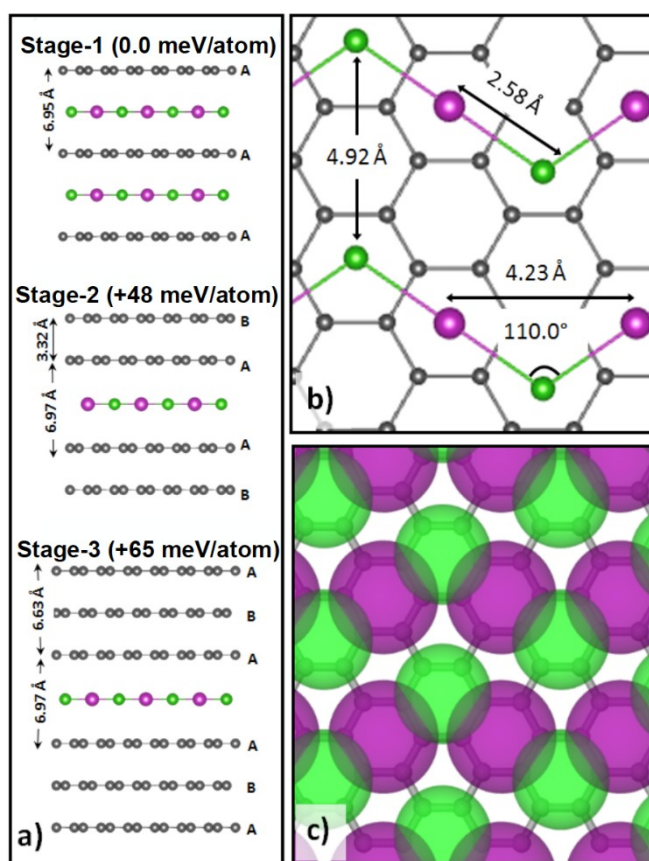 Stage-1 (0.0 meV/atom)
A
6.95 Å
A
A
Stage-2 (+48 meV/atom)
B
3.32 Å
A
6.97 Å
A
B
Stage-3 (+65 meV/atom)
A
6.63 Å
B
A
6.97 Å
A
B
A
a)
2.58 Å
4.92 Å
4.23 Å
110.0°
b)
c)